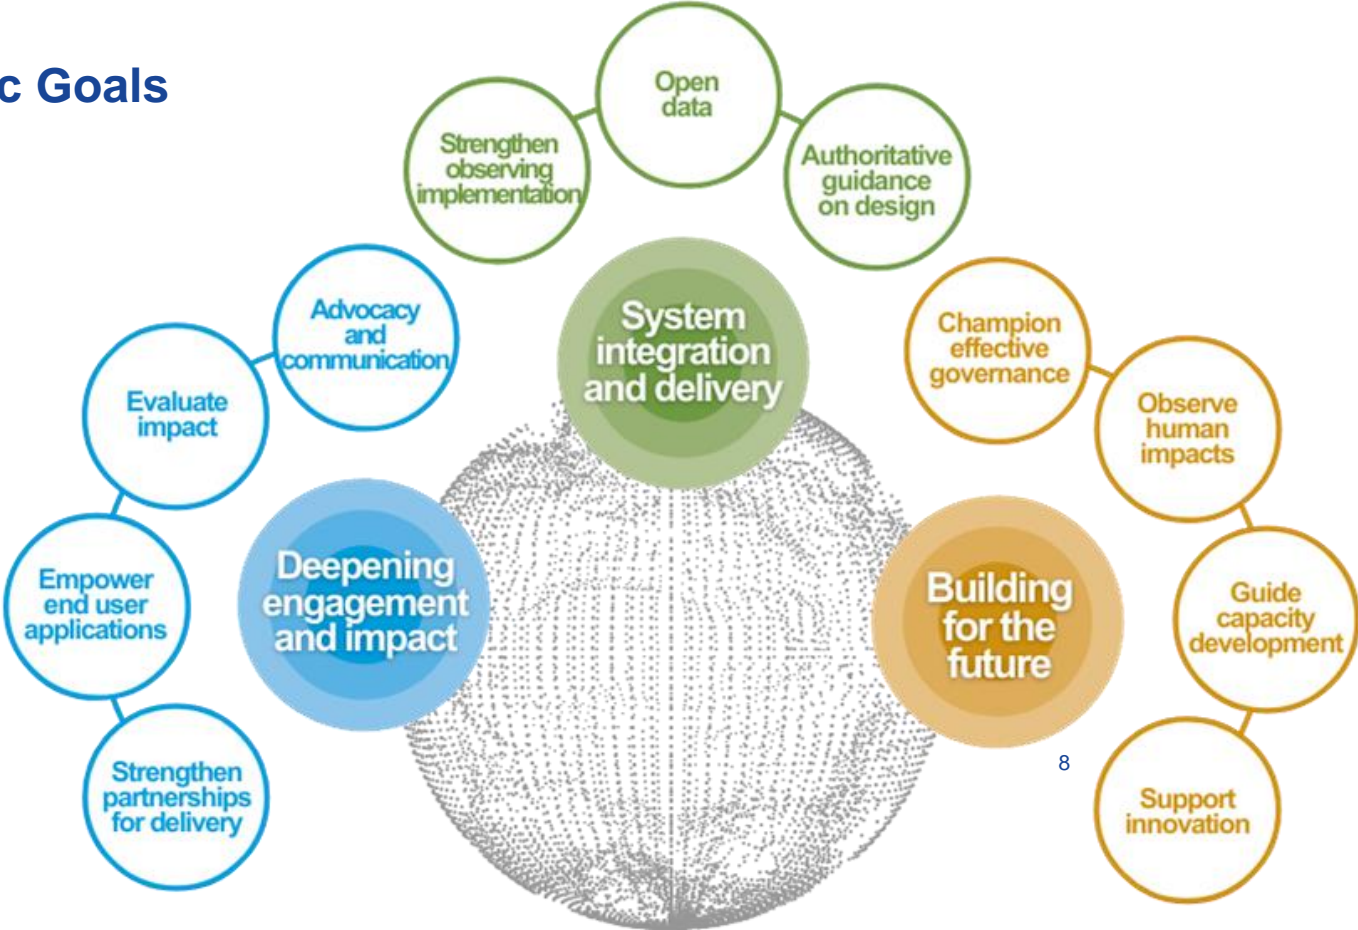 c Goals
Open
data
Strengthen
observing
implementation
Authoritative
guidance
on design
System
integration
and delivery
Advocacy
and
communication
Evaluate
impact
Empower
end user
applications
Strengthen
partnerships
for delivery
Deepening
engagement
and impact
Champion
effective
governance
Observe
human
impacts
Guide
capacity
development
Support
innovation
Building
for the
future
8